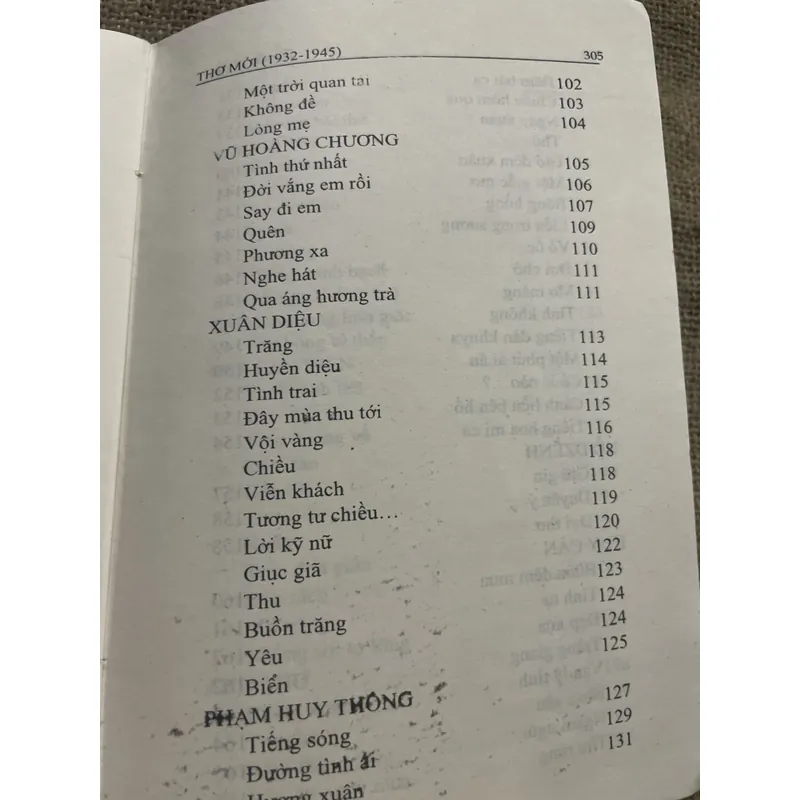 THƠ MỚI (1932-1945) 305
Một trời quan tài 102
Không đề 103
Lòng mẹ 104
VŨ HOÀNG CHƯƠNG
Tình thứ nhất 105
Đời vắng em rồi 106
Say đi em 107
Quên 109
Phương xa 110
Nghe hát 111
Qua áng hương trà 111
XUÂN DIỆU
Trăng 113
Huyền diệu 114
Tình trai 115
Đây mùa thu tới 115
Vội vàng 116
Chiều 118
Viễn khách 118
Tương tư chiều... 119
Lời kỹ nữ 120
Giục giã 122
Thu 123
Buồn trăng 124
Yêu 124
Biển 125
PHẠM HUY THÔNG
Tiếng sóng 127
Đường tình ái 129
Hương xuân 131